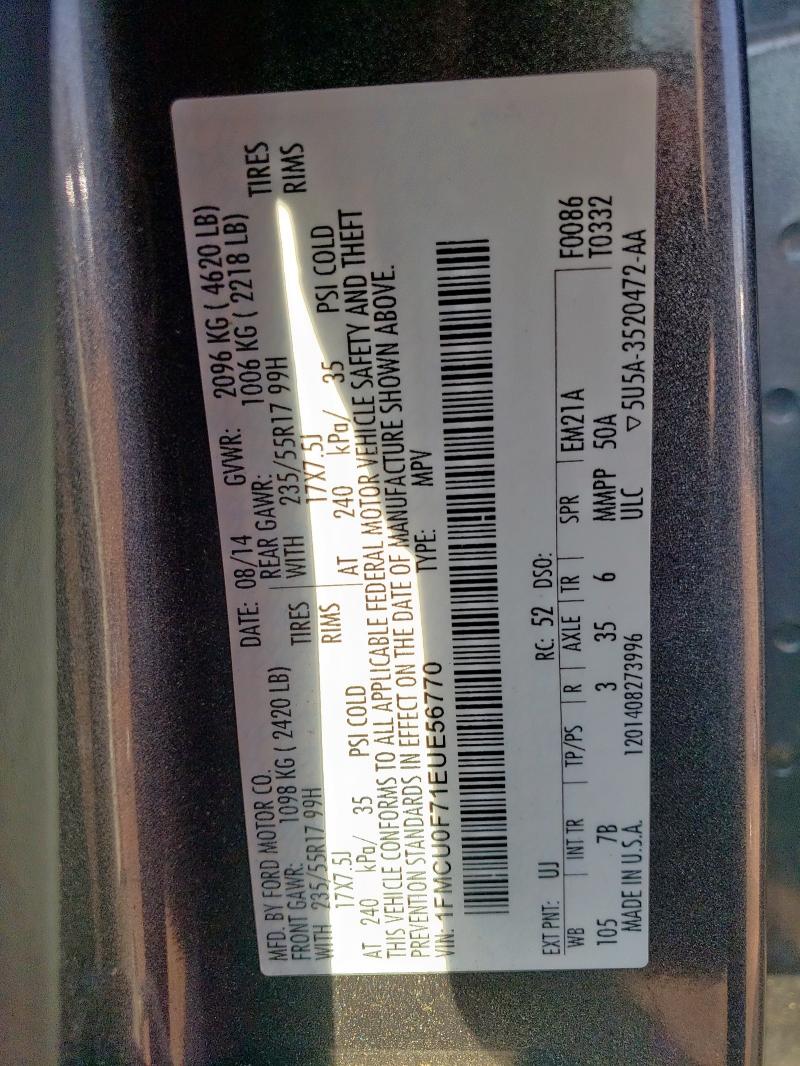 MFD. BY FORD MOTOR CO. DATE: 08/14 GVWR: 2096 KG ( 4620 LB)
FRONT GAWR: 1098 KG ( 2420 LB) REAR GAWR: 1006 KG ( 2218 LB)
WITH 235/55R17 99H TIRES WITH 235/55R17 99H TIRES
17X7.5J RIMS 17X7.5J RIMS
AT 240 kPa/ 35 PSI COLD AT 240 kPa/ 35 PSI COLD
THIS VEHICLE CONFORMS TO ALL APPLICABLE FEDERAL MOTOR VEHICLE SAFETY AND THEFT
PREVENTION STANDARDS IN EFFECT ON THE DATE OF MANUFACTURE SHOWN ABOVE.
VIN: 1FMCU0F71EUE56770 TYPE: MPV
EXT PNT: UJ RC: 52 DSO: F0086
WB INT TR TP/PS R AXLE TR SPR EM21A T0332
105 7B 3 35 6 MMPP 50A
MADE IN U.S.A. 1201408273996 ULC ▽5U5A-3520472-AA